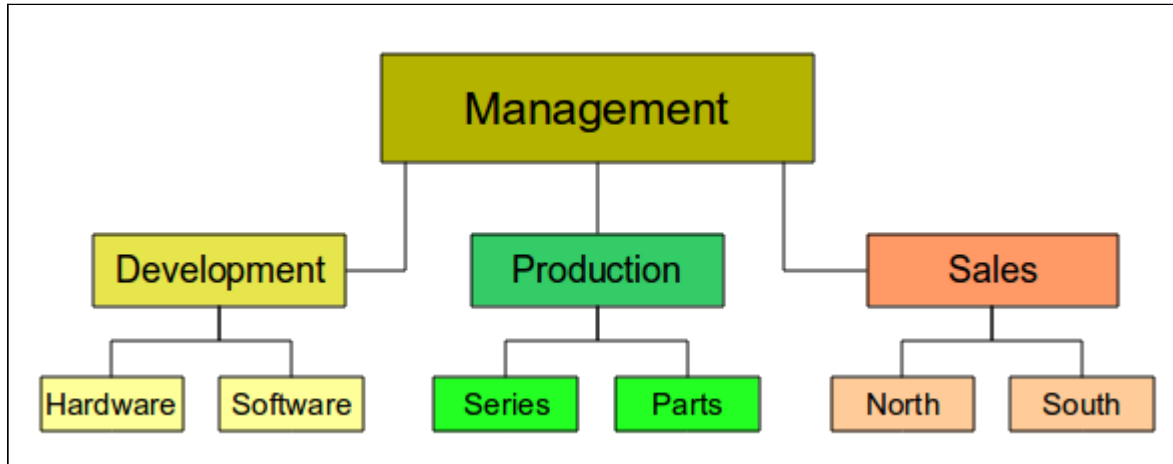 Management
Development
Production
Sales
Hardware
Software
Series
Parts
North
South